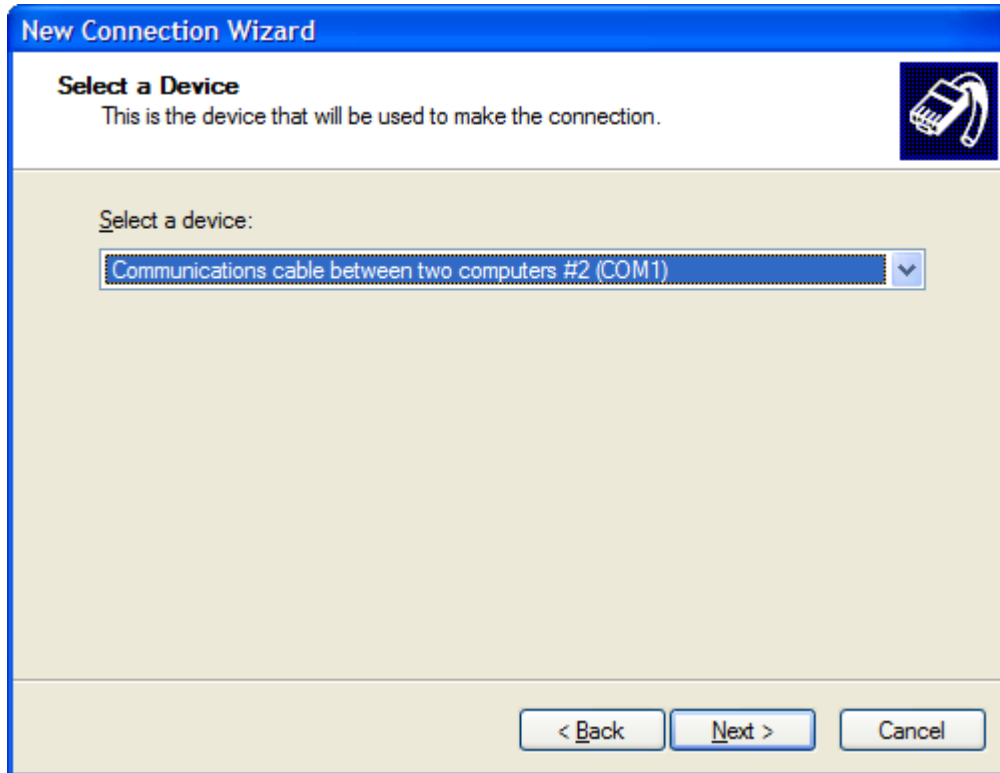 New Connection Wizard
Select a Device
This is the device that will be used to make the connection.
Select a device:
Communications cable between two computers #2 (COM1)
< Back
Next >
Cancel